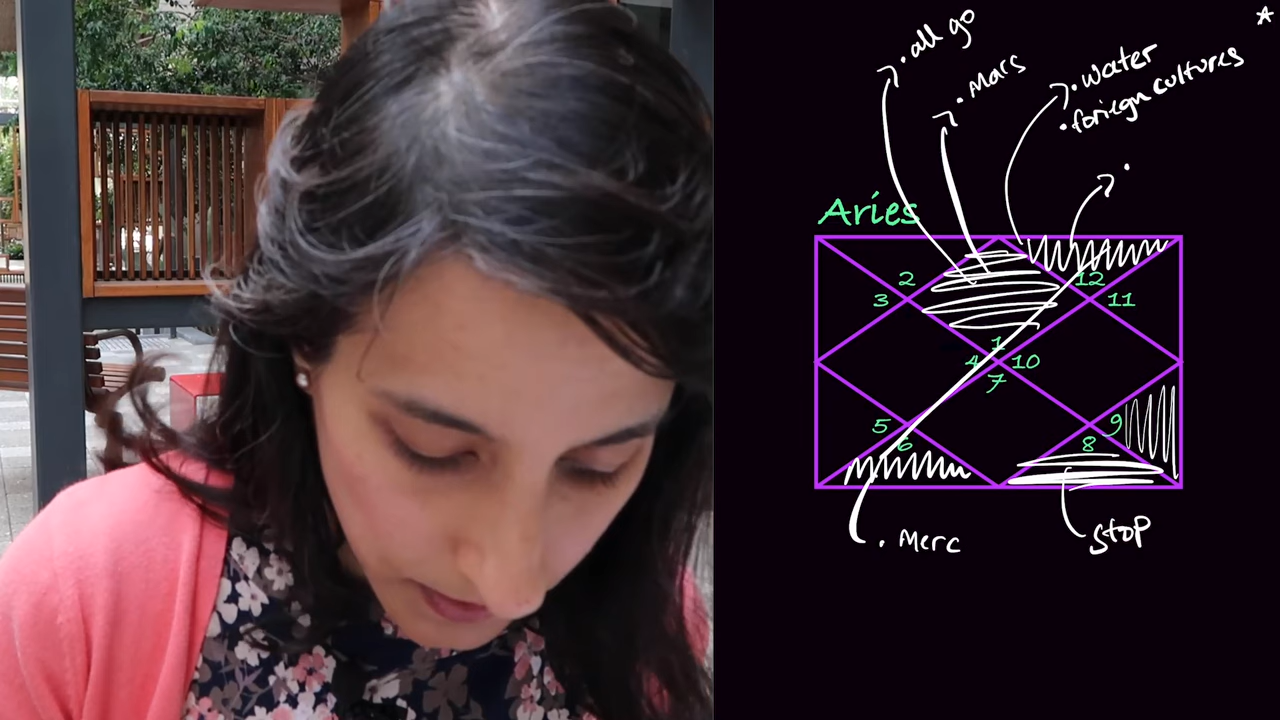 • all go
• Mars
• water
• foriegn cultures
*
•
Aries
2
12
3
11
1
4
10
7
5
9
6
8
• Merc
stop